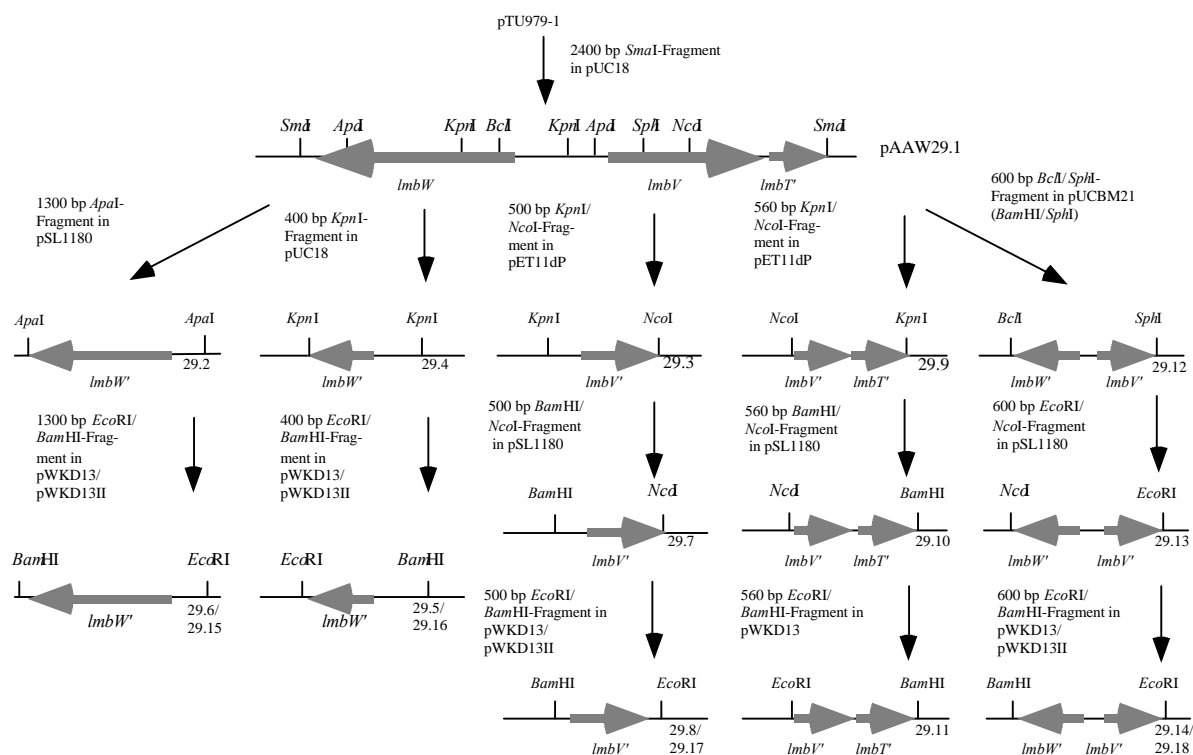 pTU979-1
2400 bp SmaI-Fragment
in pUC18
SmaI ApaI KpnI BclI KpnI ApaI SphI NcoI SmaI
pAAW29.1
lmbW lmbV lmbT'
1300 bp ApaI-
Fragment in
pSL1180
400 bp KpnI-
Fragment in
pUC18
500 bp KpnI/
NcoI-Frag-
ment in
pET11dP
560 bp KpnI/
NcoI-Frag-
ment in
pET11dP
600 bp BclI/SphI-
Fragment in pUCBM21
(BamHI/SphI)
ApaI ApaI
29.2
lmbW'
KpnI KpnI
29.4
lmbW'
KpnI NcoI
29.3
lmbV'
NcoI KpnI
29.9
lmbV' lmbT'
BclI SphI
29.12
lmbW' lmbV'
1300 bp EcoRI/
BamHI-Frag-
ment in
pWKD13/
pWKD13II
400 bp EcoRI/
BamHI-Frag-
ment in
pWKD13/
pWKD13II
500 bp BamHI/
NcoI-Fragment
in pSL1180
560 bp BamHI/
NcoI-Fragment
in pSL1180
600 bp EcoRI/
NcoI-Fragment
in pSL1180
BamHI EcoRI
lmbW'
29.6/
29.15
EcoRI BamHI
lmbW'
29.5/
29.16
BamHI NcoI
29.7
lmbV'
NcoI BamHI
29.10
lmbV' lmbT'
NcoI EcoRI
29.13
lmbW' lmbV'
500 bp EcoRI/
BamHI-Fragment in
pWKD13/
pWKD13II
560 bp EcoRI/
BamHI-Fragment in
pWKD13
600 bp EcoRI/
BamHI-Fragment in
pWKD13/
pWKD13II
BamHI EcoRI
29.8/
29.17
lmbV'
EcoRI BamHI
29.11
lmbV' lmbT'
BamHI EcoRI
29.14/
29.18
lmbW' lmbV'